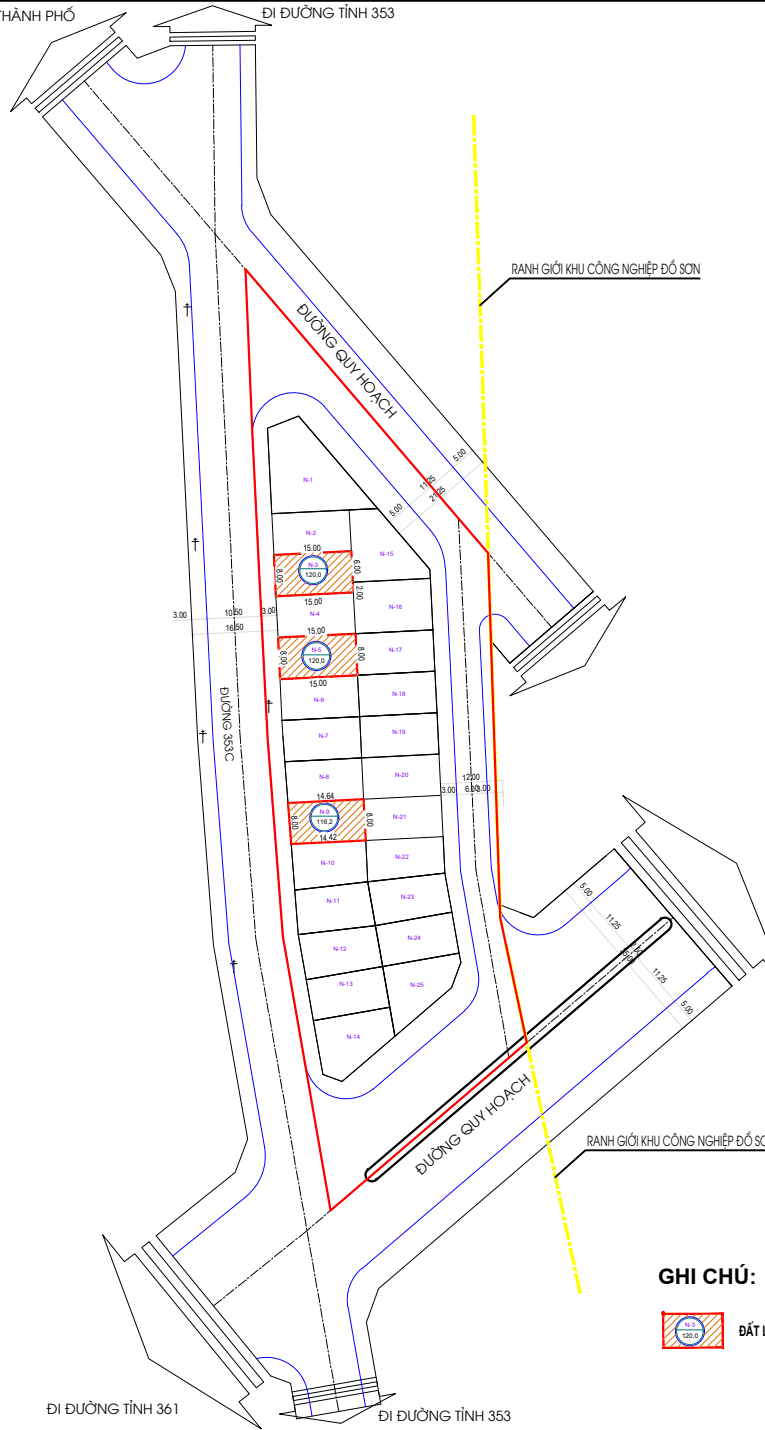 THÀNH PHỐ
ĐI ĐƯỜNG TỈNH 353
RANH GIỚI KHU CÔNG NGHIỆP ĐỒ SƠN
ĐƯỜNG QUY HOẠCH
5.00
11.25
21.25
5.00
N-1
N-2
15.00
N-15
N-3
120,0
8.00
6.00
2.00
15.00
N-4
N-16
3.00
10.50
3.00
16.50
15.00
N-5
120,0
8.00
8.00
N-17
15.00
ĐƯỜNG 353C
N-6
N-18
N-7
N-19
N-8
N-20
12.00
3.00
6.00
3.00
14.64
N-9
116,2
8.00
8.00
14.42
N-21
N-10
N-22
N-11
N-23
N-12
N-24
N-13
N-25
N-14
5.00
11.25
11.25
5.00
ĐƯỜNG QUY HOẠCH
RANH GIỚI KHU CÔNG NGHIỆP ĐỒ
GHI CHÚ:
N-3
120,0
ĐẤT
ĐI ĐƯỜNG TỈNH 361
ĐI ĐƯỜNG TỈNH 353